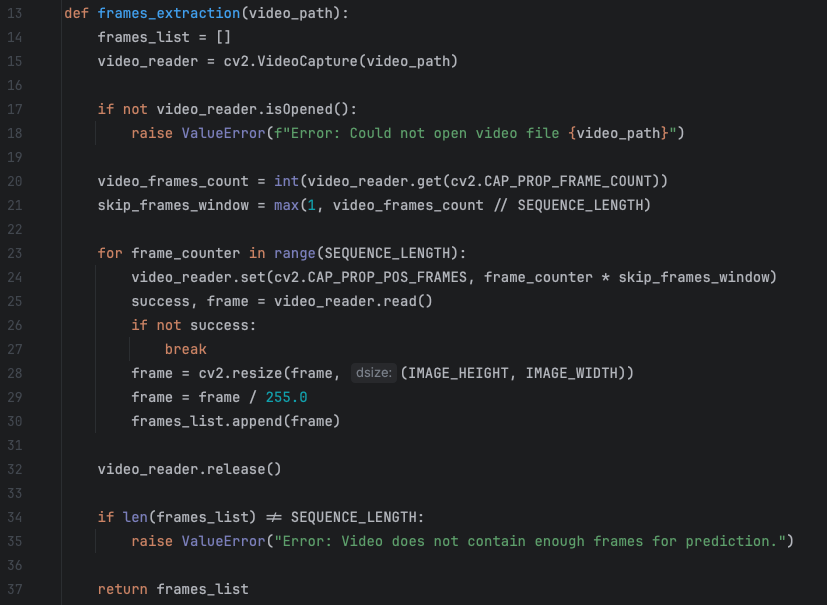 13 def frames_extraction(video_path):
14     frames_list = []
15     video_reader = cv2.VideoCapture(video_path)
16
17     if not video_reader.isOpened():
18         raise ValueError(f"Error: Could not open video file {video_path}")
19
20     video_frames_count = int(video_reader.get(cv2.CAP_PROP_FRAME_COUNT))
21     skip_frames_window = max(1, video_frames_count // SEQUENCE_LENGTH)
22
23     for frame_counter in range(SEQUENCE_LENGTH):
24         video_reader.set(cv2.CAP_PROP_POS_FRAMES, frame_counter * skip_frames_window)
25         success, frame = video_reader.read()
26         if not success:
27             break
28         frame = cv2.resize(frame, dsize: (IMAGE_HEIGHT, IMAGE_WIDTH))
29         frame = frame / 255.0
30         frames_list.append(frame)
31
32     video_reader.release()
33
34     if len(frames_list) != SEQUENCE_LENGTH:
35         raise ValueError("Error: Video does not contain enough frames for prediction.")
36
37     return frames_list